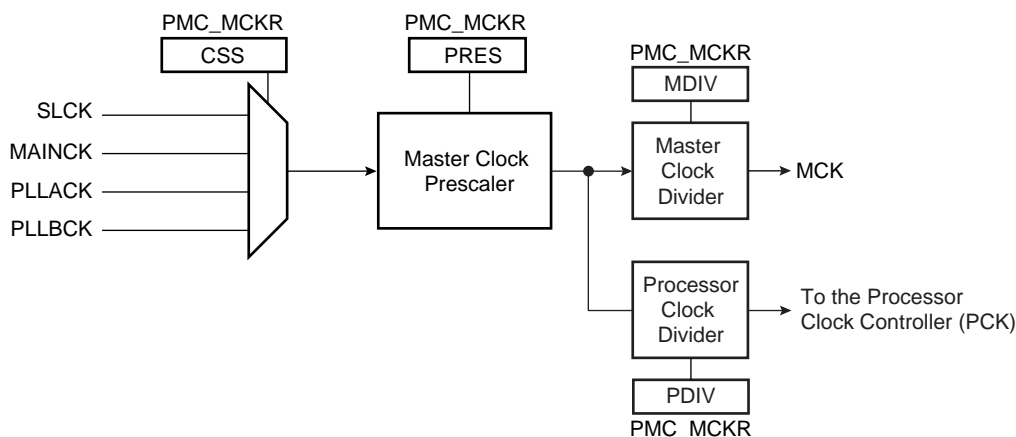 PMC_MCKR
CSS
PMC_MCKR
PRES
PMC_MCKR
MDIV
SLCK
MAINCK
PLLACK
PLLBCK
Master Clock
Prescaler
Master
Clock
Divider
MCK
Processor
Clock
Divider
To the Processor
Clock Controller (PCK)
PDIV
PMC_MCKR